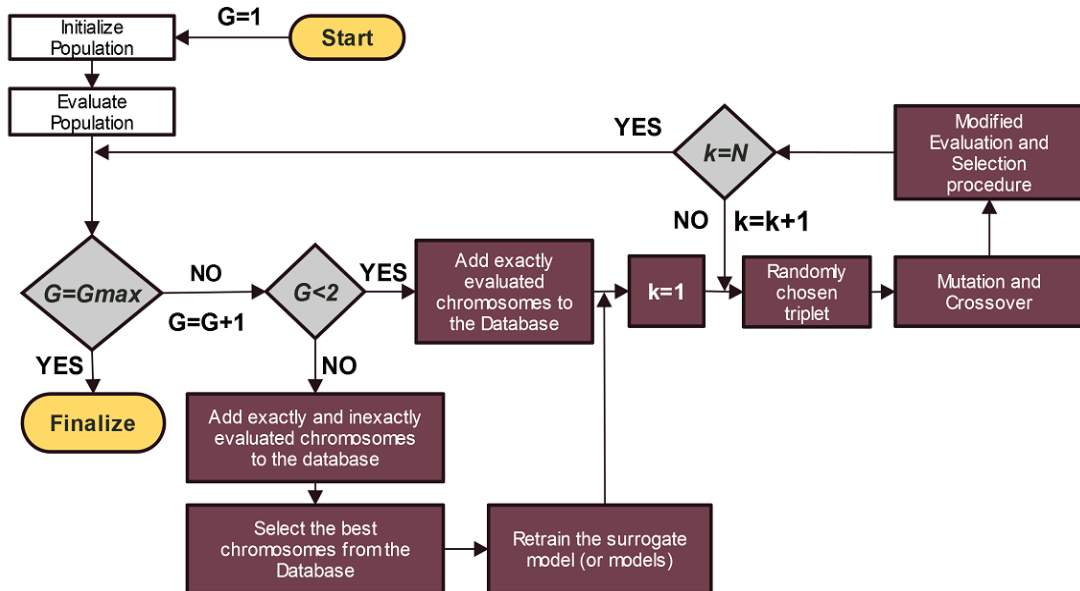 Initialize
Population
G=1
Start
Evaluate
Population
YES
k=N
Modified
Evaluation and
Selection
procedure
NO
k=k+1
G=Gmax
NO
G=G+1
G<2
YES
Add exactly
evaluated
chromosomes to
the Database
k=1
Randomly
chosen
triplet
Mutation and
Crossover
YES
NO
Finalize
Add exactly and inexactly
evaluated chromosomes
to the database
Select the best
chromosomes from the
Database
Retrain the surrogate
model (or models)